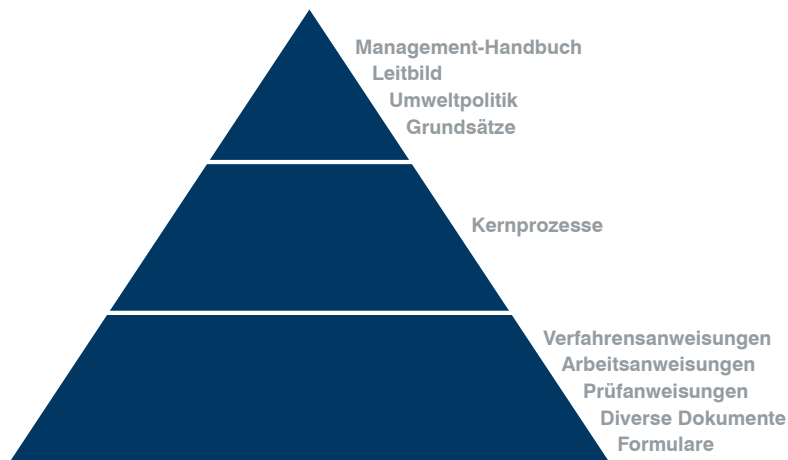 Management-Handbuch
Leitbild
Umweltpolitik
Grundsätze
Kernprozesse
Verfahrensanweisungen
Arbeitsanweisungen
Prüfanweisungen
Diverse Dokumente
Formulare